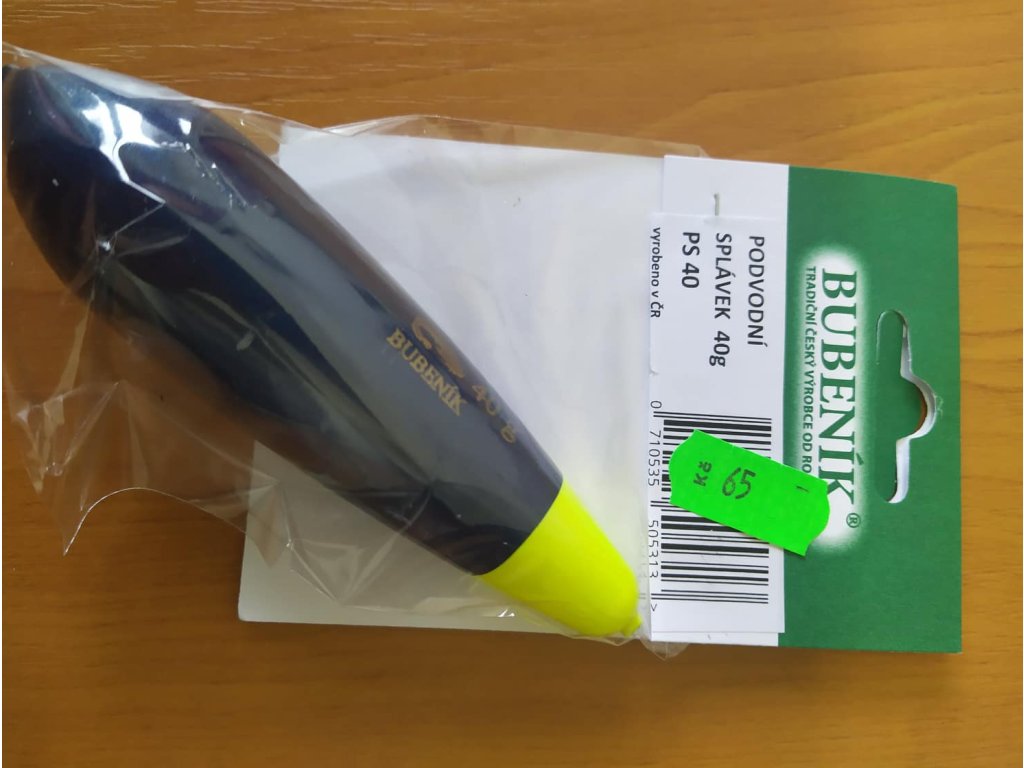 BUBENÍK®
TRADIČNÍ ČESKÝ VÝROBCE OD RO
PODVODNÍ
SPLÁVEK 40g
PS 40
vyrobeno v ČR
0 710535 505313 >
65
Kč
40 g
BUBENÍK